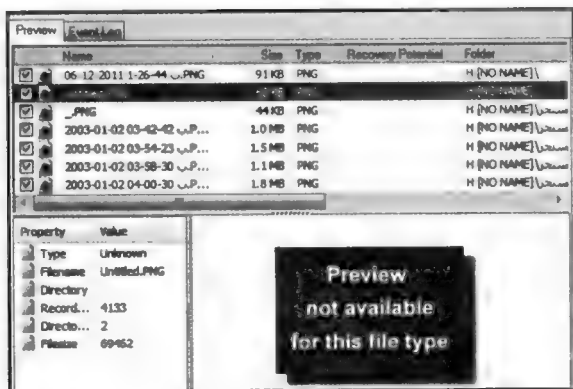 Preview Event Log
Name Size Type Recovery Potential Folder
06 12 2011 1-26-44 ب.PNG 91 KB PNG H [NO NAME]\
_.PNG 44 KB PNG H [NO NAME]\
2003-01-02 03-42-42 ب.P... 1.0 MB PNG H [NO NAME]\
2003-01-02 03-54-23 ب.P... 1.5 MB PNG H [NO NAME]\
2003-01-02 03-58-30 ب.P... 1.1 MB PNG H [NO NAME]\
2003-01-02 04-00-30 ب.P... 1.8 MB PNG H [NO NAME]\
Property Value
Type Unknown
Filename Untitled.PNG
Directory
Record... 4133
Directo... 2
Filesize 69462
Preview
not available
for this file type